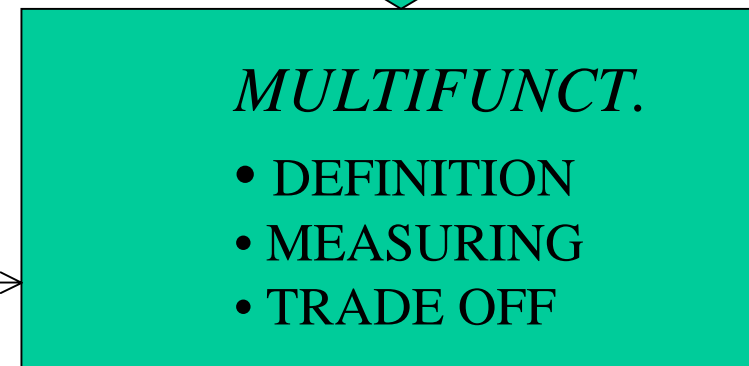 MULTIFUNCT.
• DEFINITION
• MEASURING
• TRADE OFF